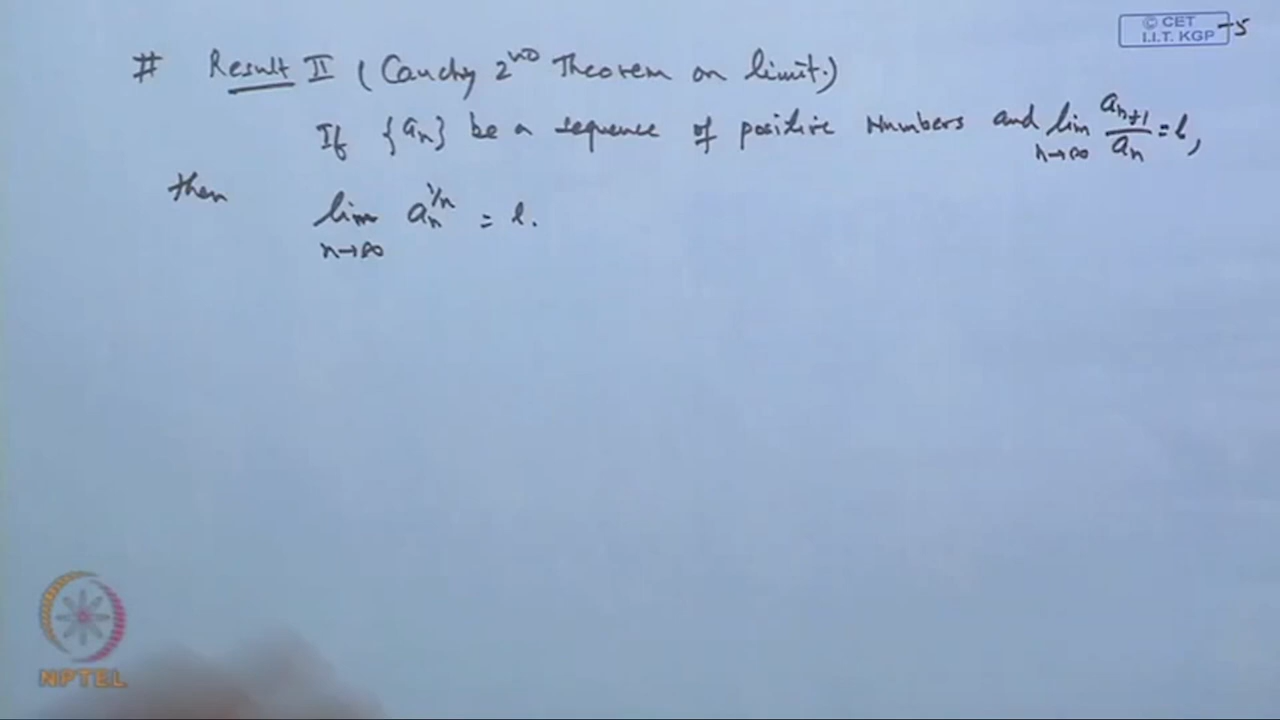 © CET
I.I.T. KGP
-5
# Result II (Cauchy 2nd Theorem on limit.)
If {aₙ} be a sequence of positive Numbers and lim n→∞ aₙ₊₁/aₙ = l,
then
lim n→∞ aₙ^1/n = l.
NPTEL